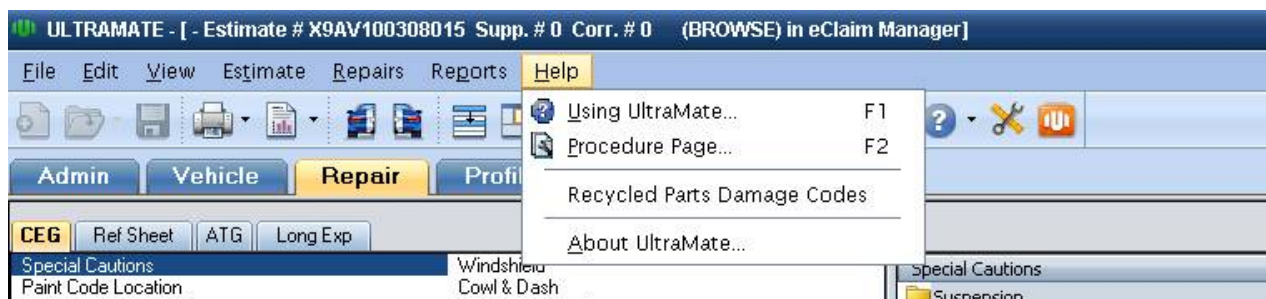 ULTRAMATE - [ - Estimate # X9AV100308015 Supp. # 0 Corr. # 0 (BROWSE) in eClaim Manager]
File Edit View Estimate Repairs Reports Help
Using UltraMate... F1
Procedure Page... F2
Recycled Parts Damage Codes
About UltraMate...
Admin Vehicle Repair Profil
CEG Ref Sheet ATG Long Exp
Special Cautions Windshield Special Cautions
Paint Code Location Cowl & Dash Suspension